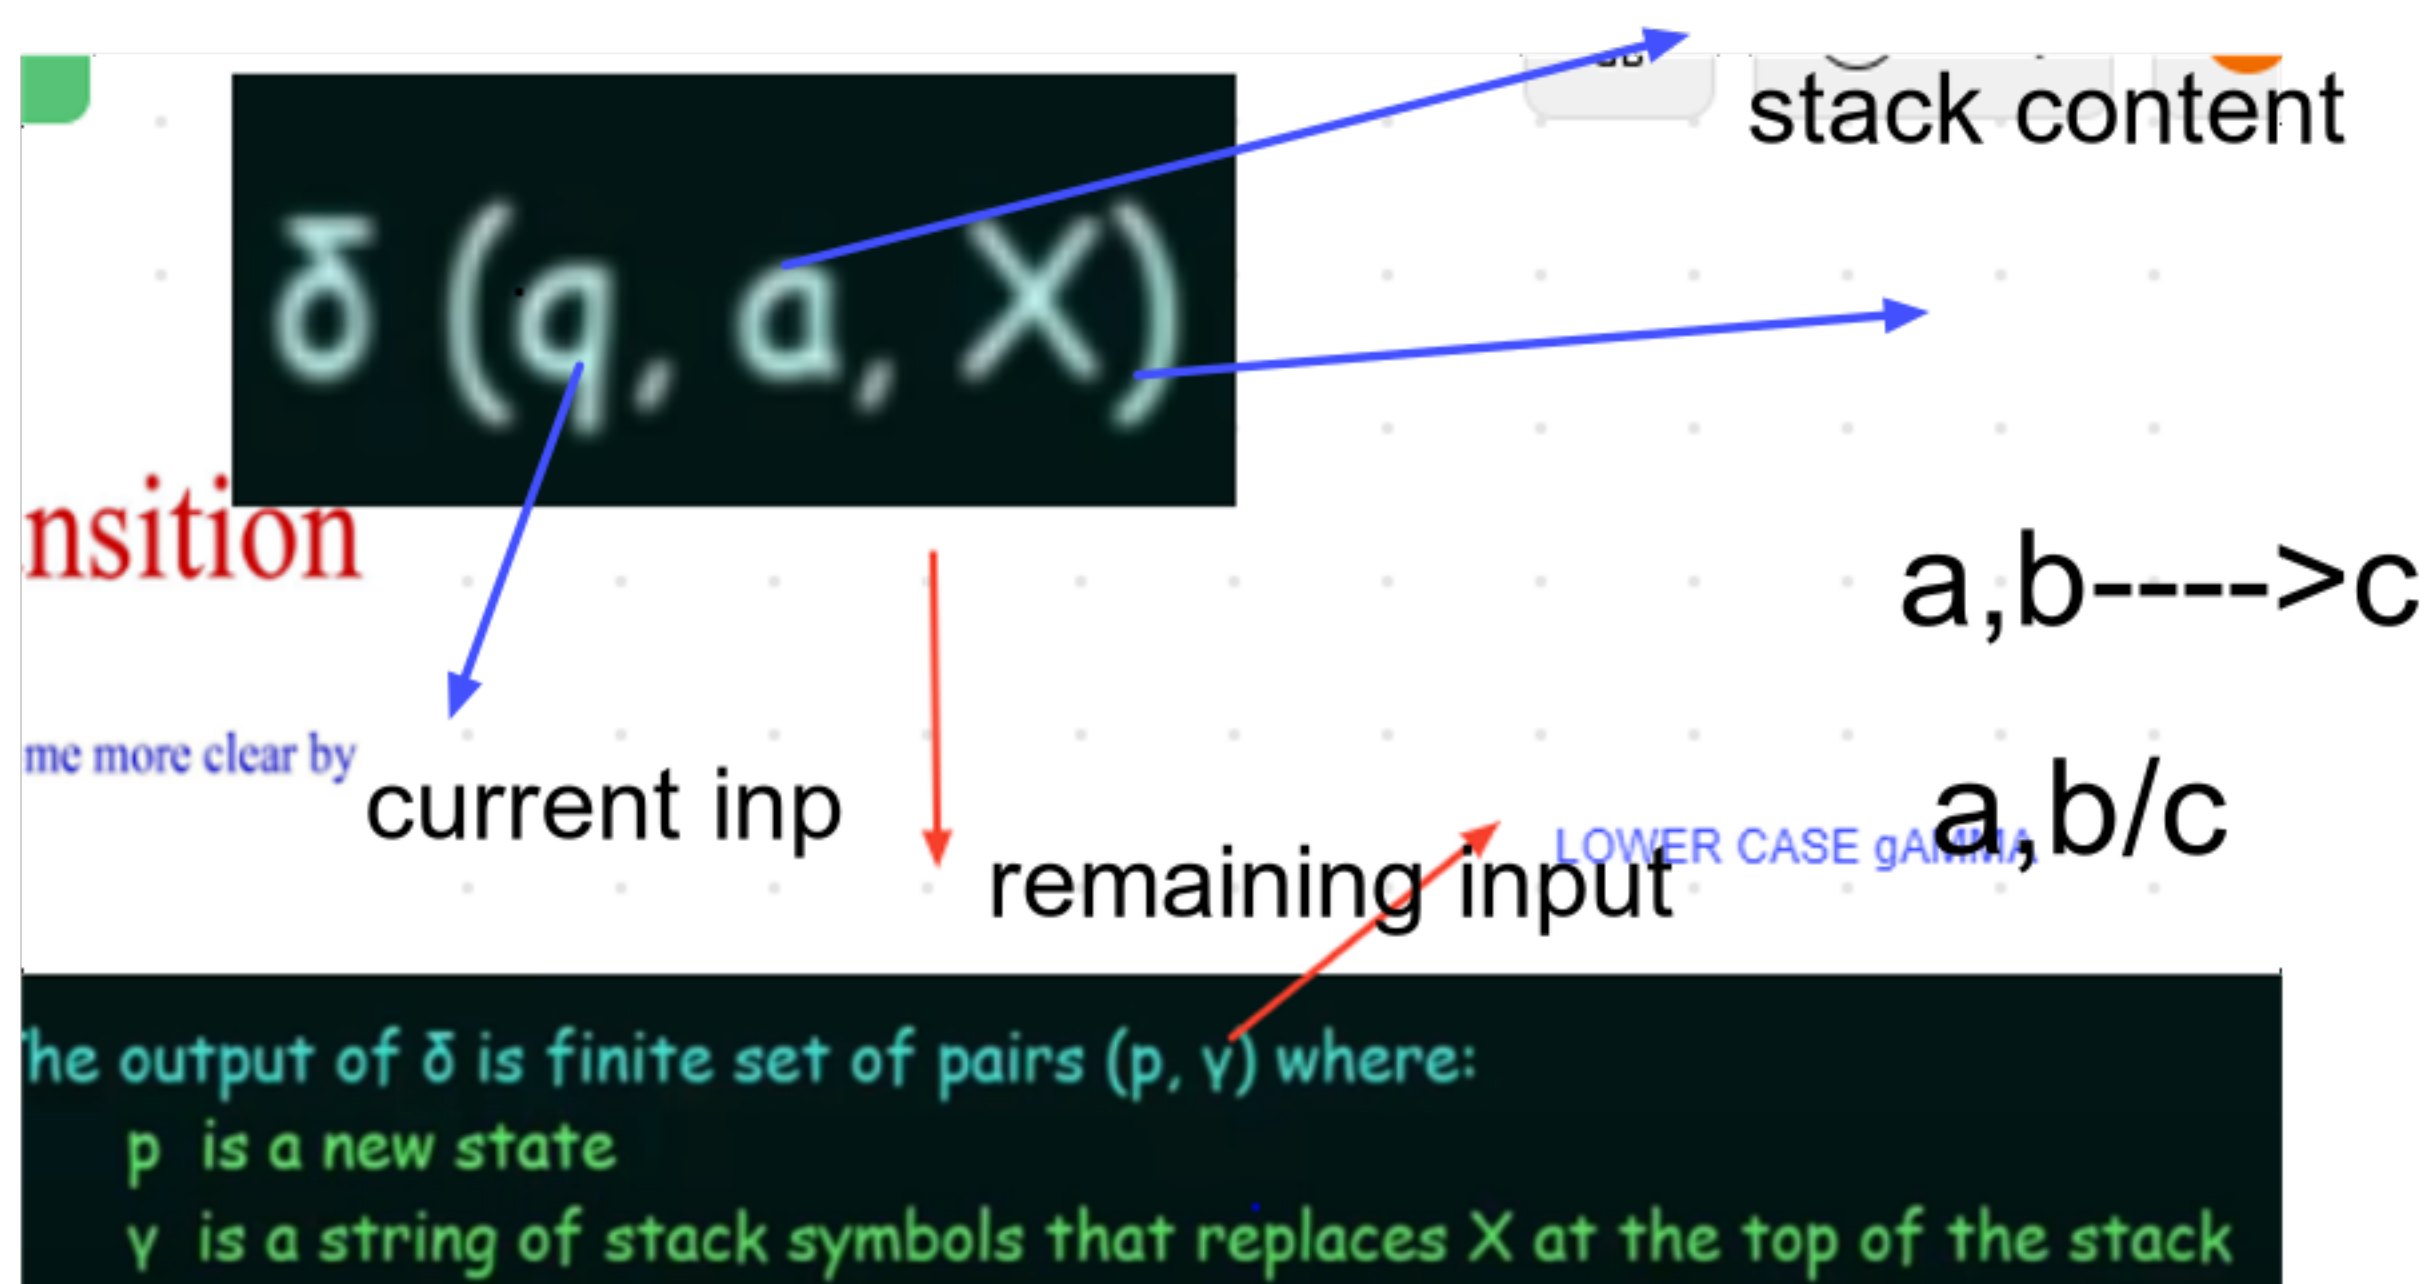 stack content
δ (q, a, X)
nsition
a,b---->c
me more clear by
current inp
a,b/c
LOWER CASE gAMMA
remaining input
he output of δ is finite set of pairs (p, γ) where:
p is a new state
γ is a string of stack symbols that replaces X at the top of the stack